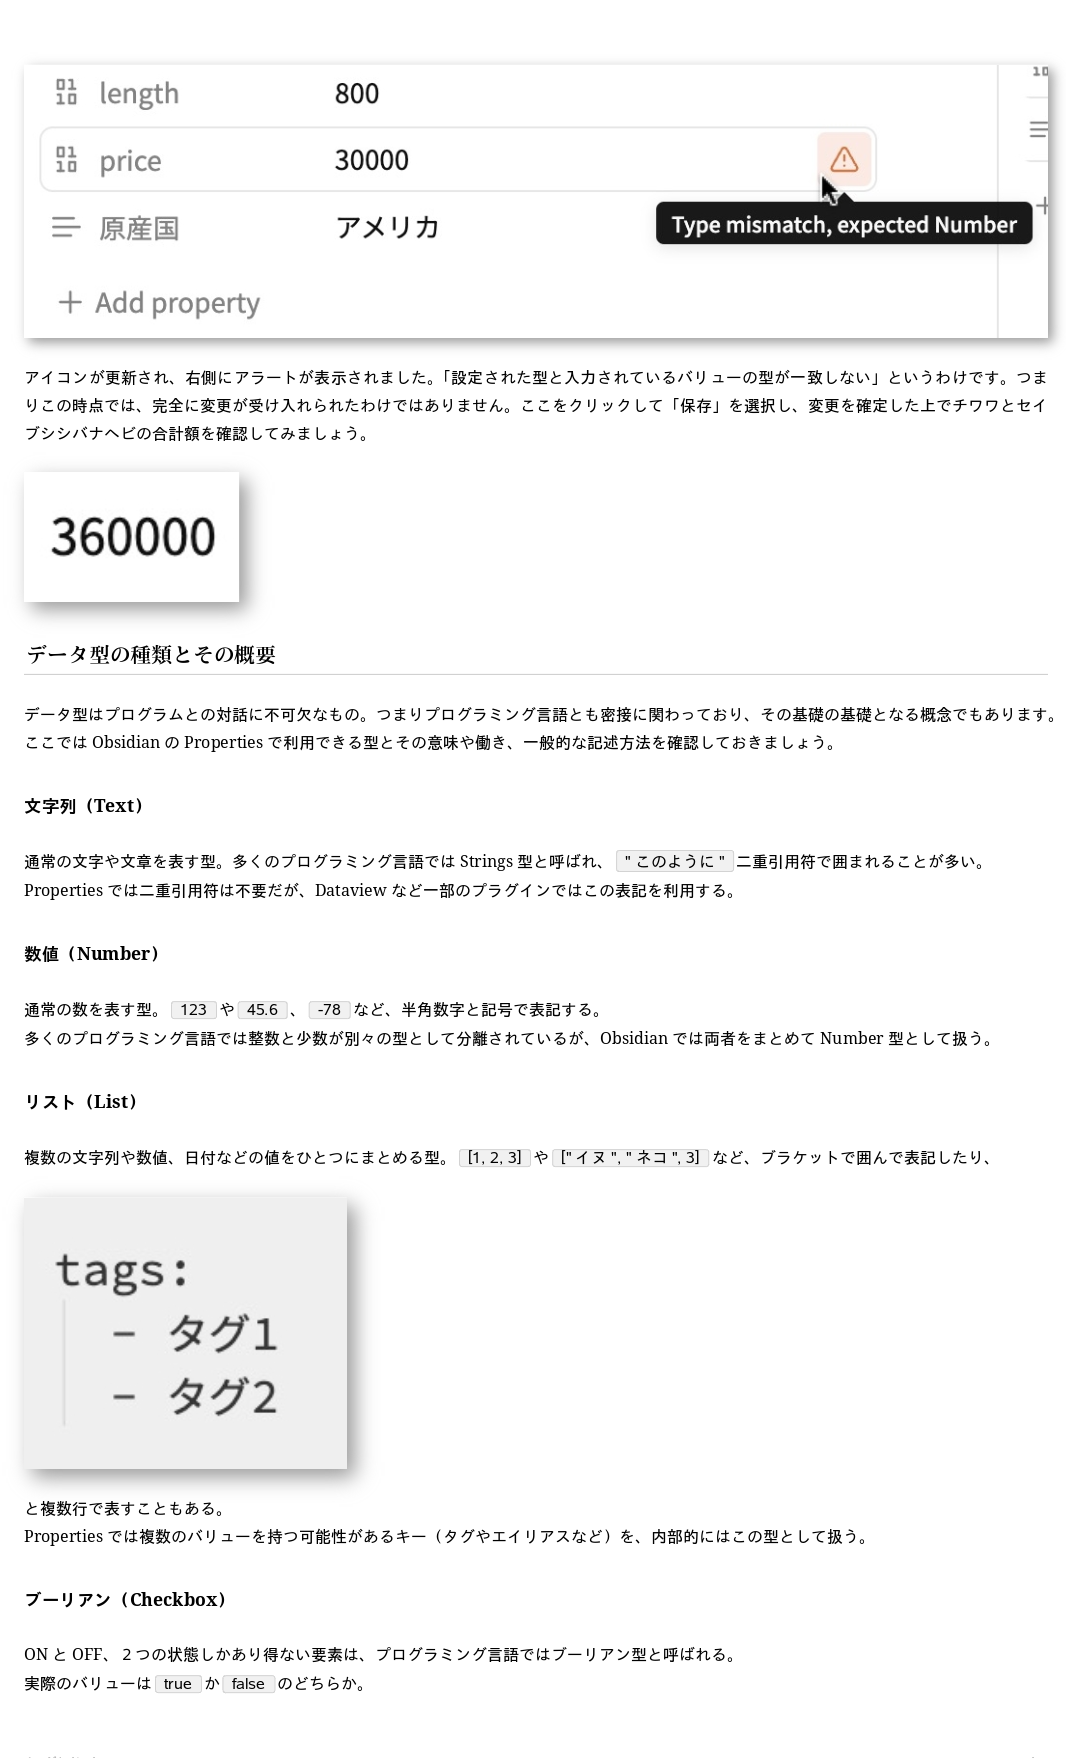 length 800
price 30000
Type mismatch, expected Number
原産国 アメリカ
+ Add property
アイコンが更新され、右側にアラートが表示されました。「設定された型と入力されているバリューの型が一致しない」というわけです。つま
りこの時点では、完全に変更が受け入れられたわけではありません。ここをクリックして「保存」を選択し、変更を確定した上でチワワとセイ
ブシシバナヘビの合計額を確認してみましょう。
360000
データ型の種類とその概要
データ型はプログラムとの対話に不可欠なもの。つまりプログラミング言語とも密接に関わっており、その基礎の基礎となる概念でもあります。
ここでは Obsidian の Properties で利用できる型とその意味や働き、一般的な記述方法を確認しておきましょう。
文字列（Text）
通常の文字や文章を表す型。多くのプログラミング言語では Strings 型と呼ばれ、 " このように " 二重引用符で囲まれることが多い。
Properties では二重引用符は不要だが、Dataview など一部のプラグインではこの表記を利用する。
数値（Number）
通常の数を表す型。 123 や 45.6 、 -78 など、半角数字と記号で表記する。
多くのプログラミング言語では整数と少数が別々の型として分離されているが、Obsidian では両者をまとめて Number 型として扱う。
リスト（List）
複数の文字列や数値、日付などの値をひとつにまとめる型。 [1, 2, 3] や [" イヌ ", " ネコ ", 3] など、ブラケットで囲んで表記したり、
tags:
- タグ1
- タグ2
と複数行で表すこともある。
Properties では複数のバリューを持つ可能性があるキー（タグやエイリアスなど）を、内部的にはこの型として扱う。
ブーリアン（Checkbox）
ON と OFF、２つの状態しかあり得ない要素は、プログラミング言語ではブーリアン型と呼ばれる。
実際のバリューは true か false のどちらか。